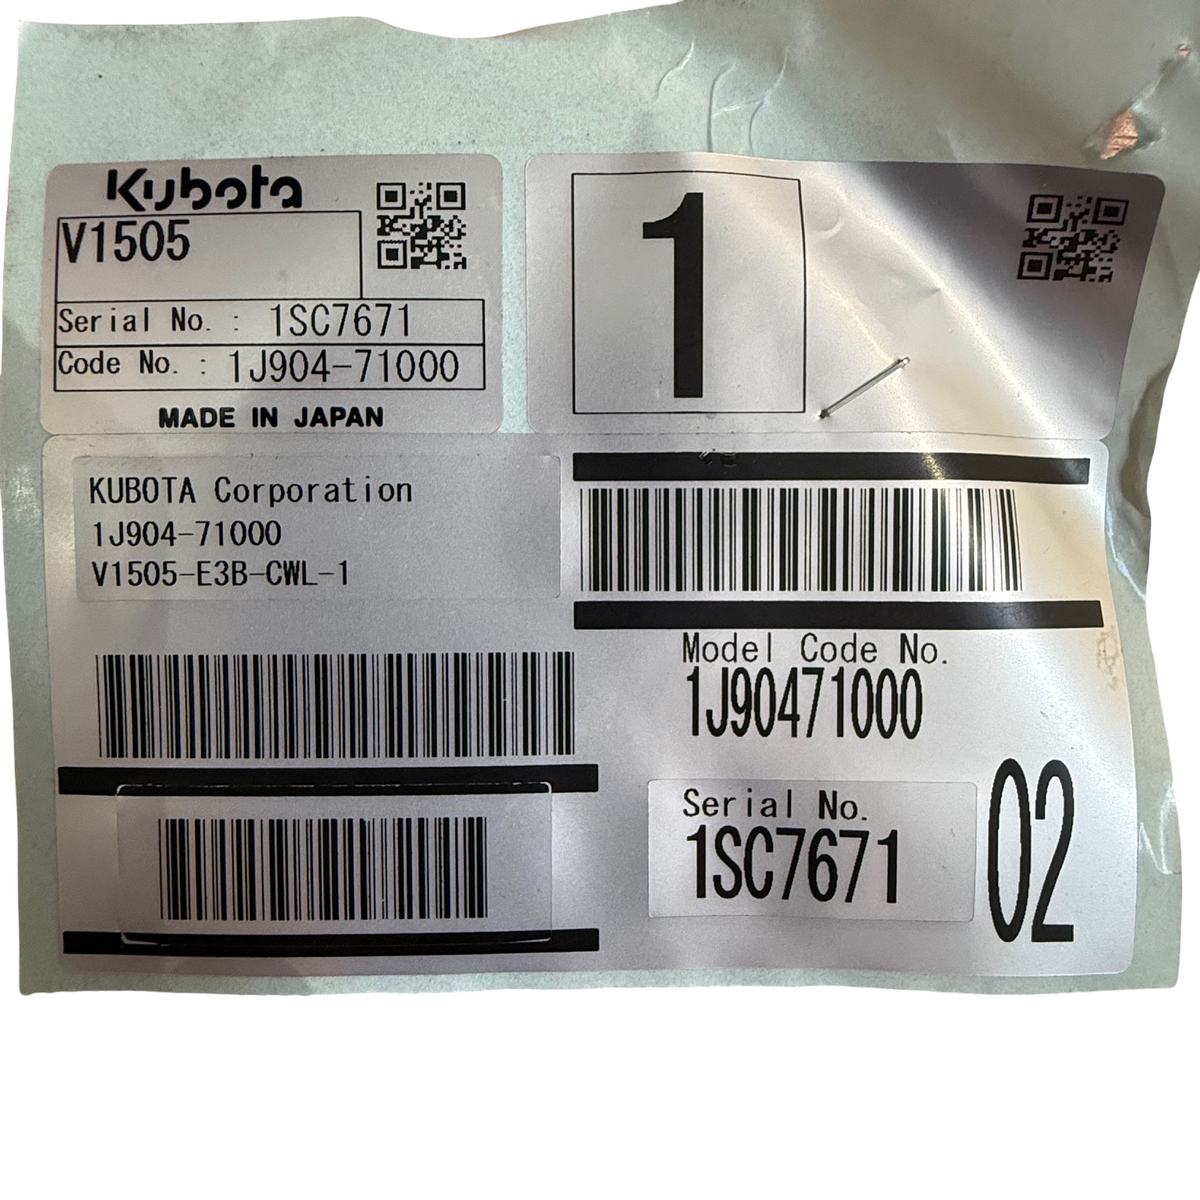 Kubota
V1505
Serial No. : 1SC7671
Code No. : 1J904-71000
MADE IN JAPAN
1
KUBOTA Corporation
1J904-71000
V1505-E3B-CWL-1
Model Code No.
1J90471000
Serial No.
1SC7671
02